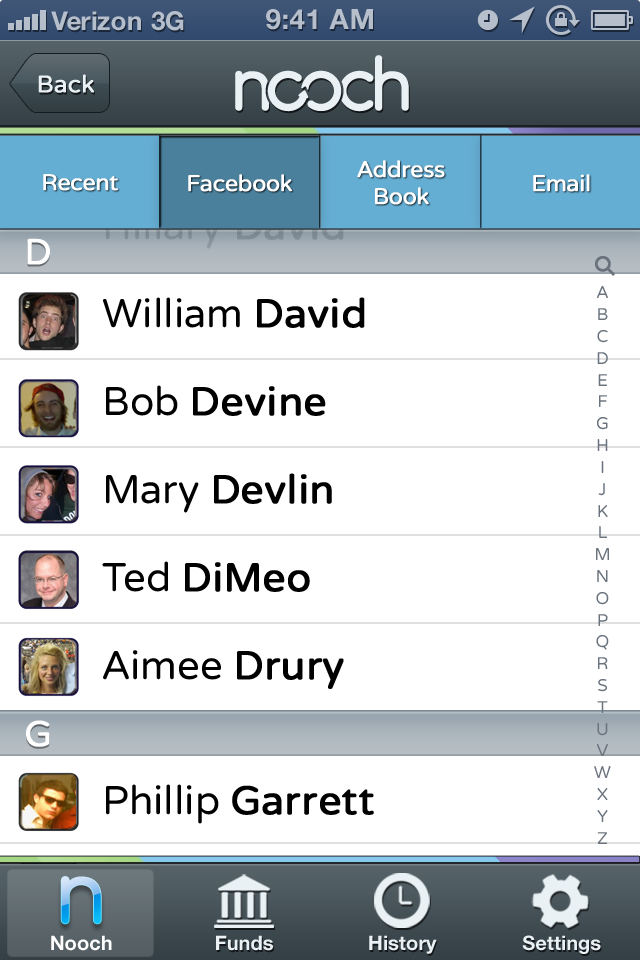 Verizon 3G 9:41 AM
Back
nooch
Recent Facebook Address Book Email
Hillary David
D
William David
Bob Devine
Mary Devlin
Ted DiMeo
Aimee Drury
G
Phillip Garrett
A
B
C
D
E
F
G
H
I
J
K
L
M
N
O
P
Q
R
S
T
U
V
W
X
Y
Z
n
Nooch Funds History Settings